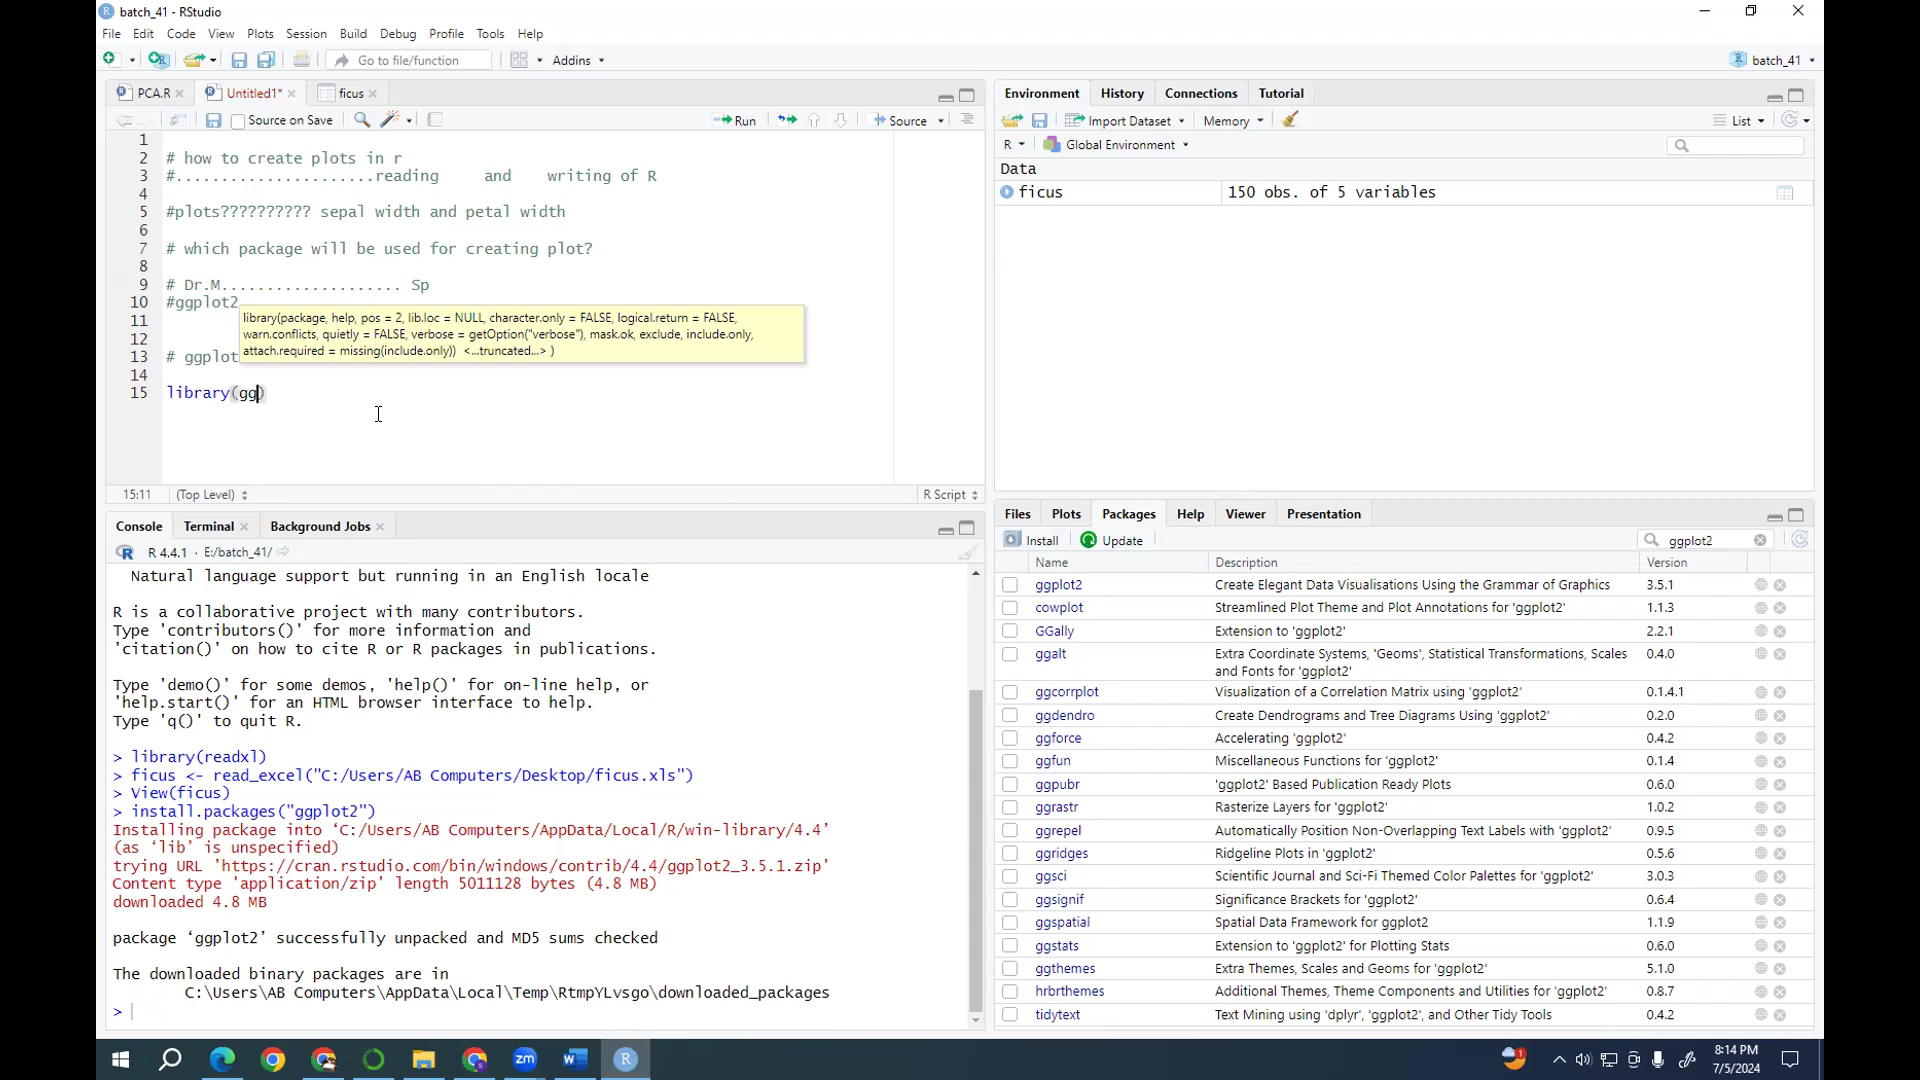 batch_41 - RStudio
File Edit Code View Plots Session Build Debug Profile Tools Help
Go to file/function Addins batch_41
PCA.R Untitled1* ficus
Source on Save Run Source
1
2 # how to create plots in r
3 #......................reading     and    writing of R
4
5 #plots?????????? sepal width and petal width
6
7 # which package will be used for creating plot?
8
9 # Dr.M.................... Sp
10 #ggplot2
11
12
13 # ggplot
14
15 library(gg)
library(package, help, pos = 2, lib.loc = NULL, character.only = FALSE, logical.return = FALSE,
warn.conflicts, quietly = FALSE, verbose = getOption("verbose"), mask.ok, exclude, include.only,
attach.required = missing(include.only)) <...truncated...> )
15:11 (Top Level) R Script
Console Terminal Background Jobs
R 4.4.1 · E:/batch_41/
Natural language support but running in an English locale
R is a collaborative project with many contributors.
Type 'contributors()' for more information and
'citation()' on how to cite R or R packages in publications.
Type 'demo()' for some demos, 'help()' for on-line help, or
'help.start()' for an HTML browser interface to help.
Type 'q()' to quit R.
> library(readxl)
> ficus <- read_excel("C:/Users/AB Computers/Desktop/ficus.xls")
> View(ficus)
> install.packages("ggplot2")
Installing package into ‘C:/Users/AB Computers/AppData/Local/R/win-library/4.4’
(as ‘lib’ is unspecified)
trying URL 'https://cran.rstudio.com/bin/windows/contrib/4.4/ggplot2_3.5.1.zip'
Content type 'application/zip' length 5011128 bytes (4.8 MB)
downloaded 4.8 MB
package ‘ggplot2’ successfully unpacked and MD5 sums checked
The downloaded binary packages are in
C:\Users\AB Computers\AppData\Local\Temp\RtmpYLvsgo\downloaded_packages
>
Environment History Connections Tutorial
Import Dataset Memory List
R Global Environment
Data
ficus 150 obs. of 5 variables
Files Plots Packages Help Viewer Presentation
Install Update ggplot2
Name Description Version
ggplot2 Create Elegant Data Visualisations Using the Grammar of Graphics 3.5.1
cowplot Streamlined Plot Theme and Plot Annotations for 'ggplot2' 1.1.3
GGally Extension to 'ggplot2' 2.2.1
ggalt Extra Coordinate Systems, 'Geoms', Statistical Transformations, Scales 0.4.0
and Fonts for 'ggplot2'
ggcorrplot Visualization of a Correlation Matrix using 'ggplot2' 0.1.4.1
ggdendro Create Dendrograms and Tree Diagrams Using 'ggplot2' 0.2.0
ggforce Accelerating 'ggplot2' 0.4.2
ggfun Miscellaneous Functions for 'ggplot2' 0.1.4
ggpubr 'ggplot2' Based Publication Ready Plots 0.6.0
ggrastr Rasterize Layers for 'ggplot2' 1.0.2
ggrepel Automatically Position Non-Overlapping Text Labels with 'ggplot2' 0.9.5
ggridges Ridgeline Plots in 'ggplot2' 0.5.6
ggsci Scientific Journal and Sci-Fi Themed Color Palettes for 'ggplot2' 3.0.3
ggsignif Significance Brackets for 'ggplot2' 0.6.4
ggspatial Spatial Data Framework for ggplot2 1.1.9
ggstats Extension to 'ggplot2' for Plotting Stats 0.6.0
ggthemes Extra Themes, Scales and Geoms for 'ggplot2' 5.1.0
hrbrthemes Additional Themes, Theme Components and Utilities for 'ggplot2' 0.8.7
tidytext Text Mining using 'dplyr', 'ggplot2', and Other Tidy Tools 0.4.2
8:14 PM
7/5/2024